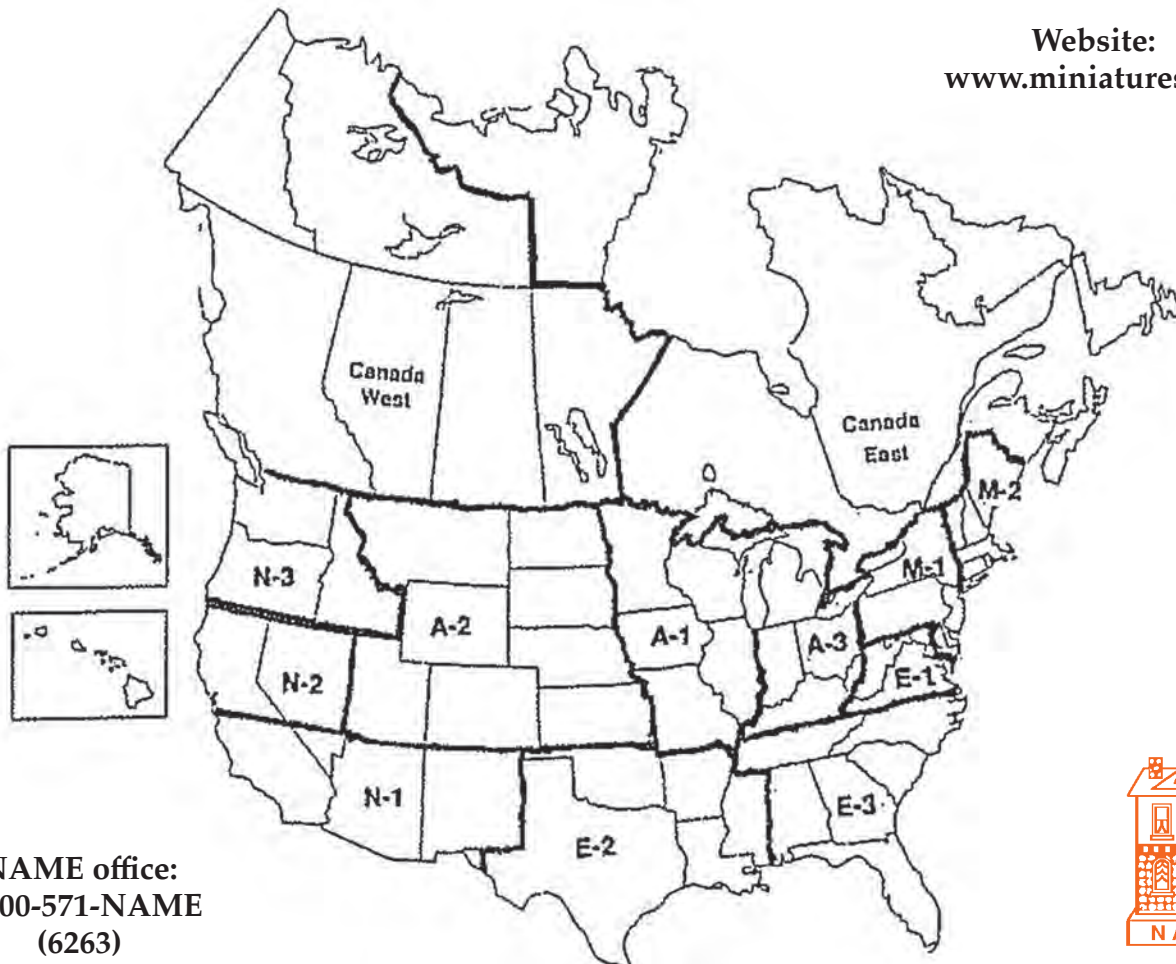 Website:
www.miniatures
Canada
West
Canada
East
M-2
N-3
M-1
A-2
A-1
A-3
N-2
E-1
N-1
E-3
E-2
NAME office:
00-571-NAME
(6263)
N A